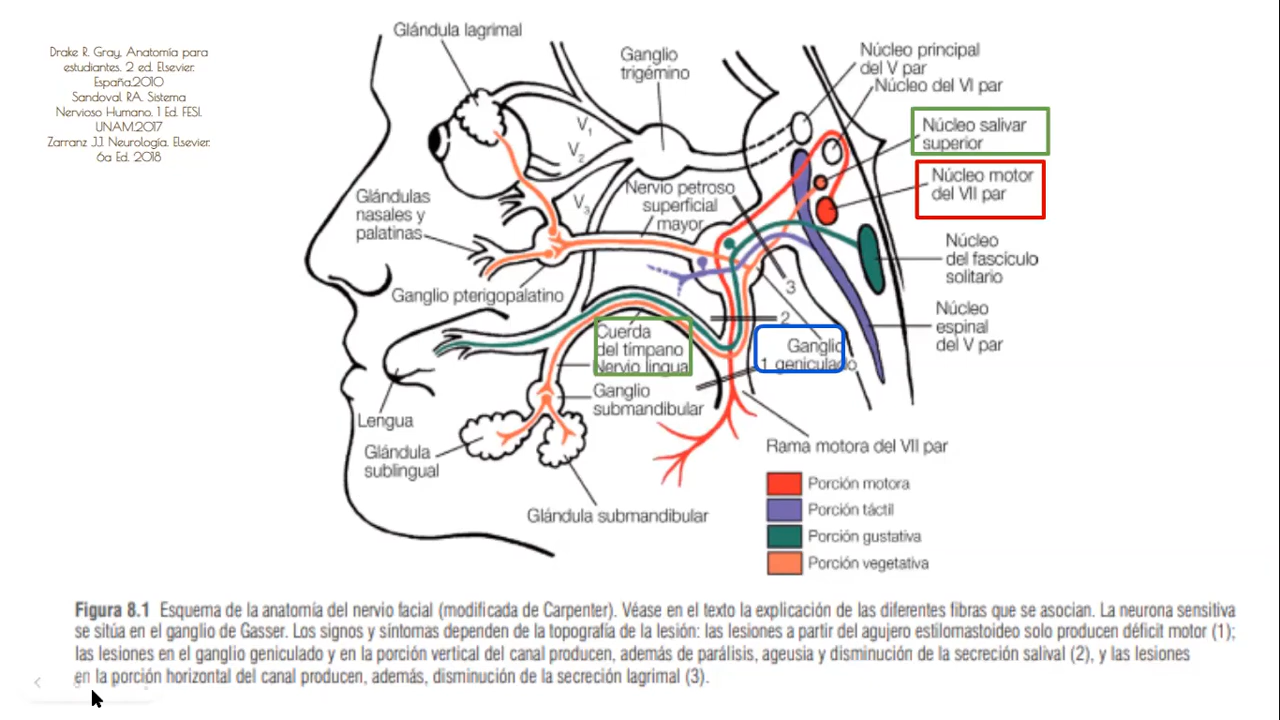 Drake R. Gray, Anatomía para
estudiantes. 2 ed. Elsevier.
España.2010
Sandoval RA. Sistema
Nervioso Humano. 1 Ed. FESI.
UNAM.2017
Zarranz J.J. Neurología. Elsevier.
6a Ed. 2018
Glándula lagrimal
Ganglio
trigémino
Núcleo principal
del V par
Núcleo del VI par
Núcleo salivar
superior
Núcleo motor
del VII par
V1
V2
V3
Nervio petroso
superficial
mayor
Glándulas
nasales y
palatinas
Núcleo
del fascículo
solitario
Ganglio pterigopalatino
3
2
Núcleo
espinal
del V par
Cuerda
del tímpano
Nervio lingual
Ganglio
1 geniculado
Ganglio
submandibular
Lengua
Rama motora del VII par
Glándula
sublingual
Glándula submandibular
Porción motora
Porción táctil
Porción gustativa
Porción vegetativa
Figura 8.1 Esquema de la anatomía del nervio facial (modificada de Carpenter). Véase en el texto la explicación de las diferentes fibras que se asocian. La neurona sensitiva
se sitúa en el ganglio de Gasser. Los signos y síntomas dependen de la topografía de la lesión: las lesiones a partir del agujero estilomastoideo solo producen déficit motor (1);
las lesiones en el ganglio geniculado y en la porción vertical del canal producen, además de parálisis, ageusia y disminución de la secreción salival (2), y las lesiones
en la porción horizontal del canal producen, además, disminución de la secreción lagrimal (3).